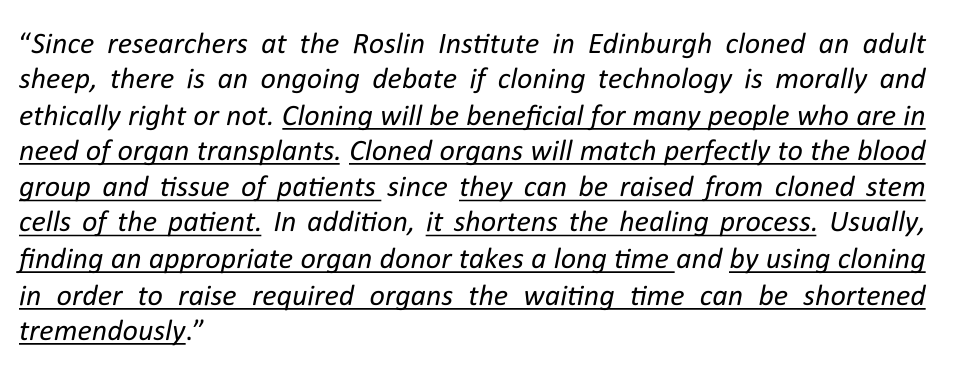 “Since researchers at the Roslin Institute in Edinburgh cloned an adult
sheep, there is an ongoing debate if cloning technology is morally and
ethically right or not. Cloning will be beneficial for many people who are in
need of organ transplants. Cloned organs will match perfectly to the blood
group and tissue of patients since they can be raised from cloned stem
cells of the patient. In addition, it shortens the healing process. Usually,
finding an appropriate organ donor takes a long time and by using cloning
in order to raise required organs the waiting time can be shortened
tremendously.”